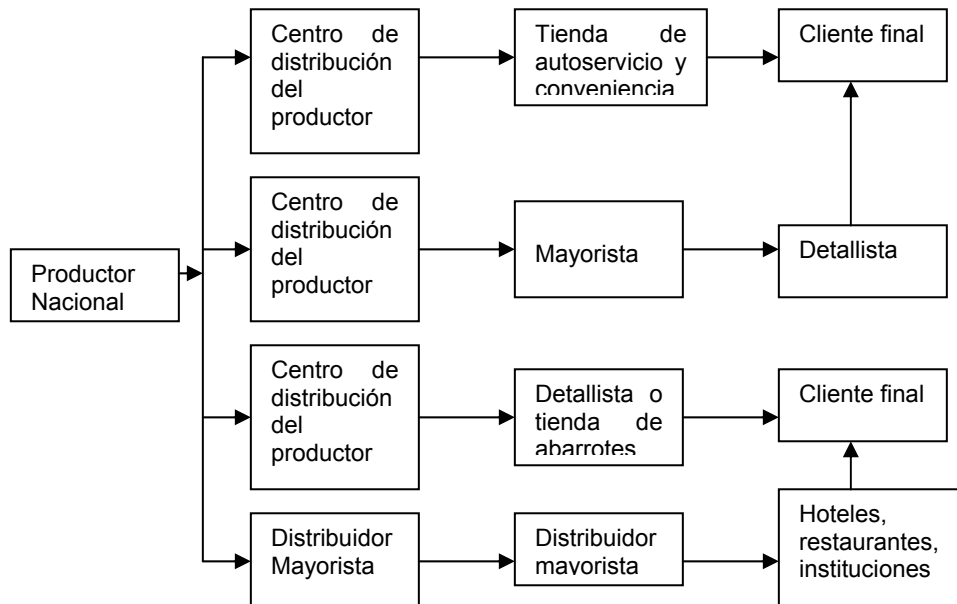 Centro de
distribución
del
productor
Tienda de
autoservicio y
conveniencia
Cliente final
Centro de
distribución
del
productor
Mayorista
Detallista
Productor
Nacional
Centro de
distribución
del
productor
Detallista o
tienda de
abarrotes
Cliente final
Distribuidor
Mayorista
Distribuidor
mayorista
Hoteles,
restaurantes,
instituciones